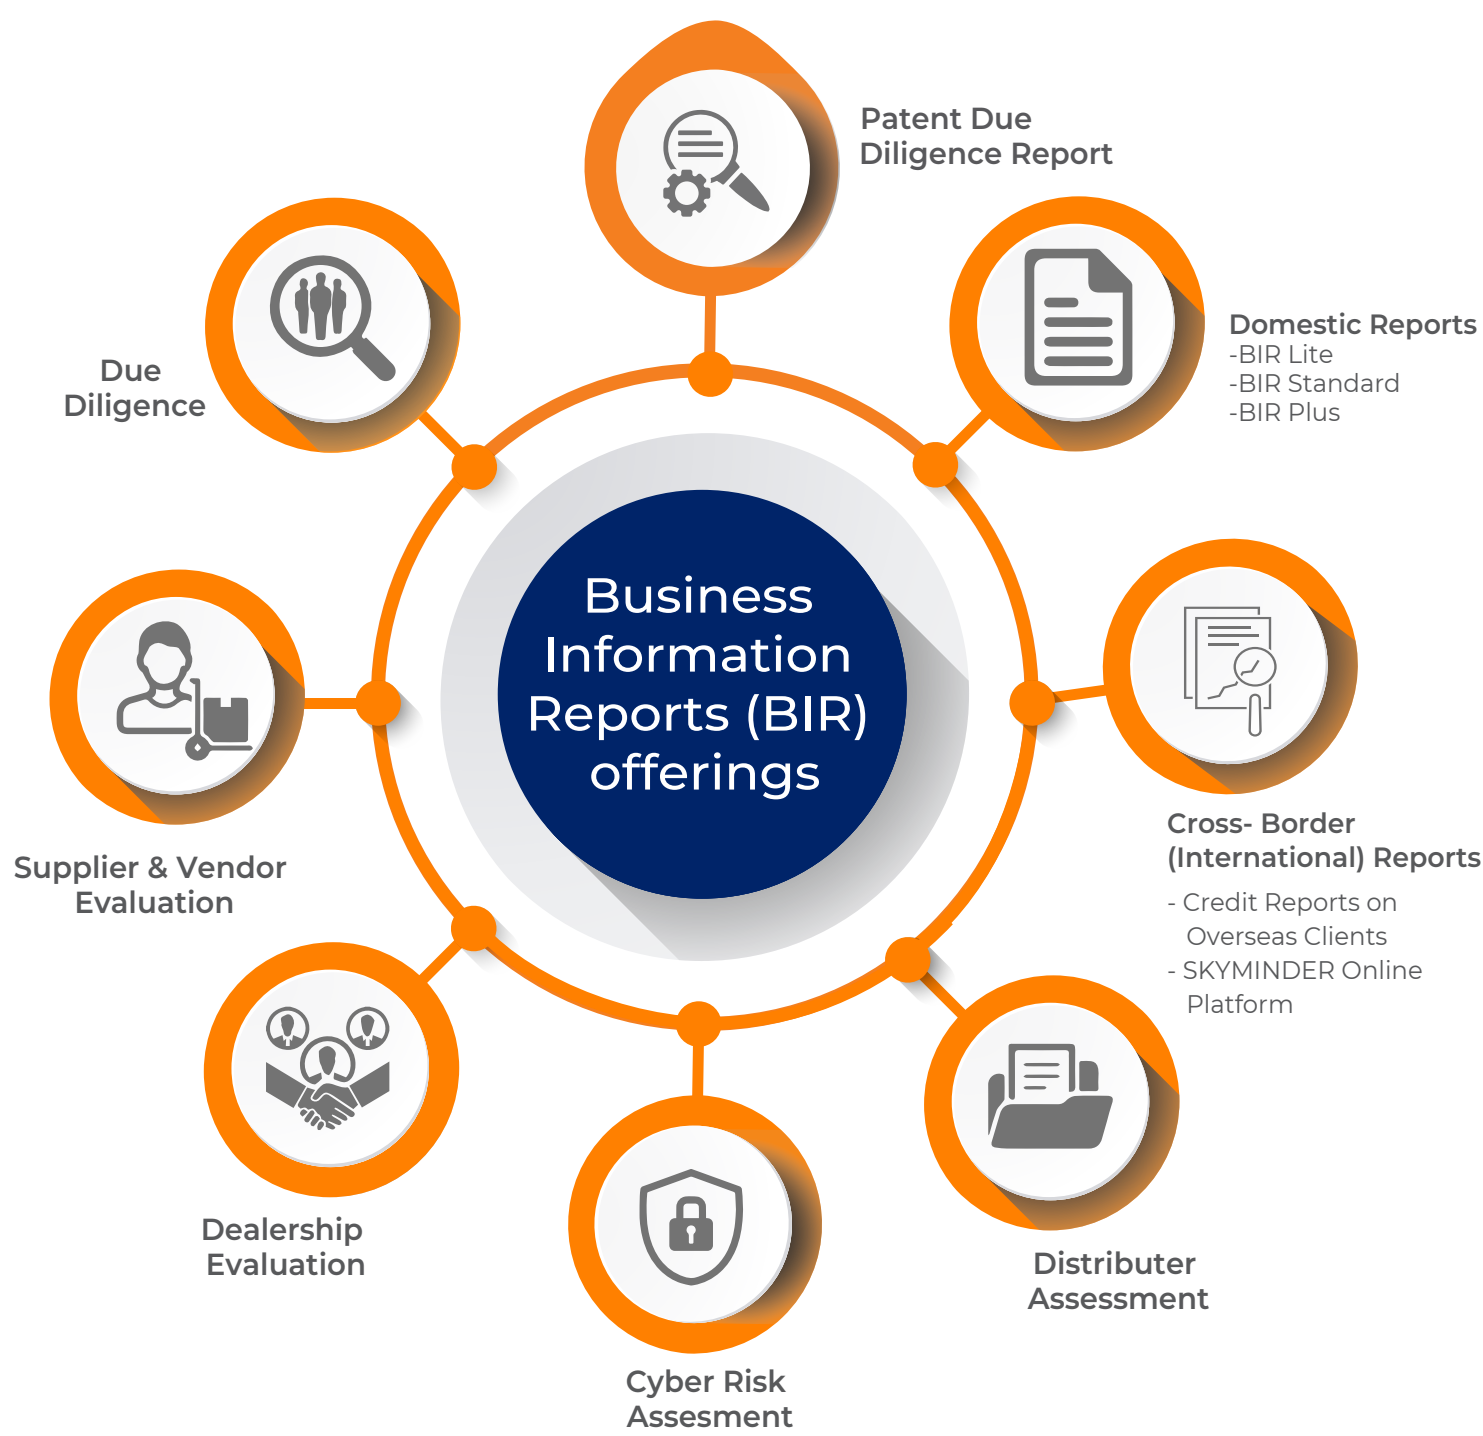 Patent Due
Diligence Report
Domestic Reports
-BIR Lite
-BIR Standard
-BIR Plus
Due
Diligence
Business
Information
Reports (BIR)
offerings
Cross- Border
(International) Reports
- Credit Reports on
Overseas Clients
- SKYMINDER Online
Platform
Supplier & Vendor
Evaluation
Dealership
Evaluation
Distributer
Assessment
Cyber Risk
Assesment